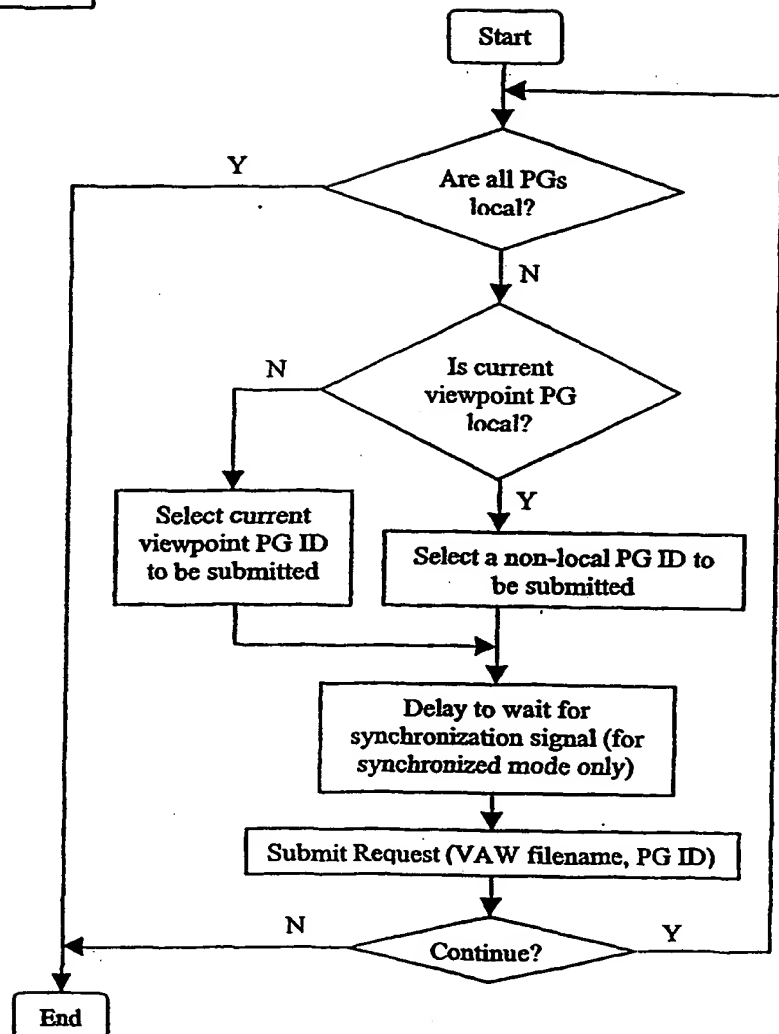 Start
Y
Are all PGs
local?
N
N
Is current
viewpoint PG
local?
Select current
viewpoint PG ID
to be submitted
Y
Select a non-local PG ID to
be submitted
Delay to wait for
synchronization signal (for
synchronized mode only)
Submit Request (VAW filename, PG ID)
N
Continue?
Y
End